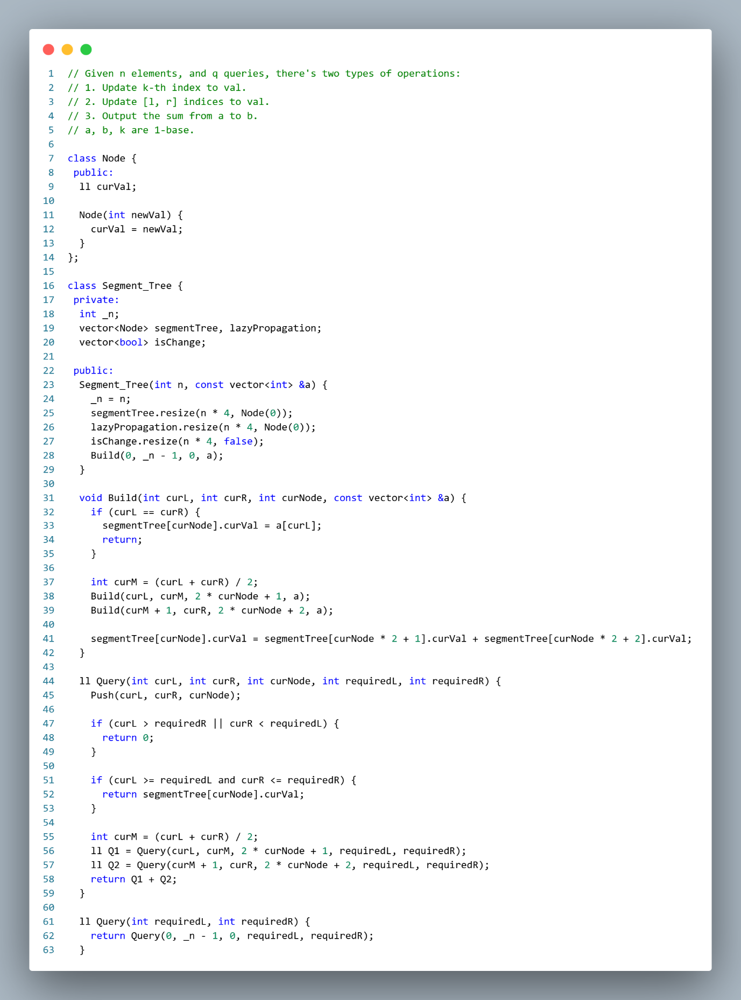 1 // Given n elements, and q queries, there's two types of operations:
2 // 1. Update k-th index to val.
3 // 2. Update [l, r] indices to val.
4 // 3. Output the sum from a to b.
5 // a, b, k are 1-base.
6
7 class Node {
8  public:
9   ll curVal;
10
11   Node(int newVal) {
12     curVal = newVal;
13   }
14 };
15
16 class Segment_Tree {
17  private:
18   int _n;
19   vector<Node> segmentTree, lazyPropagation;
20   vector<bool> isChange;
21
22  public:
23   Segment_Tree(int n, const vector<int> &a) {
24     _n = n;
25     segmentTree.resize(n * 4, Node(0));
26     lazyPropagation.resize(n * 4, Node(0));
27     isChange.resize(n * 4, false);
28     Build(0, _n - 1, 0, a);
29   }
30
31   void Build(int curL, int curR, int curNode, const vector<int> &a) {
32     if (curL == curR) {
33       segmentTree[curNode].curVal = a[curL];
34       return;
35     }
36
37     int curM = (curL + curR) / 2;
38     Build(curL, curM, 2 * curNode + 1, a);
39     Build(curM + 1, curR, 2 * curNode + 2, a);
40
41     segmentTree[curNode].curVal = segmentTree[curNode * 2 + 1].curVal + segmentTree[curNode * 2 + 2].curVal;
42   }
43
44   ll Query(int curL, int curR, int curNode, int requiredL, int requiredR) {
45     Push(curL, curR, curNode);
46
47     if (curL > requiredR || curR < requiredL) {
48       return 0;
49     }
50
51     if (curL >= requiredL and curR <= requiredR) {
52       return segmentTree[curNode].curVal;
53     }
54
55     int curM = (curL + curR) / 2;
56     ll Q1 = Query(curL, curM, 2 * curNode + 1, requiredL, requiredR);
57     ll Q2 = Query(curM + 1, curR, 2 * curNode + 2, requiredL, requiredR);
58     return Q1 + Q2;
59   }
60
61   ll Query(int requiredL, int requiredR) {
62     return Query(0, _n - 1, 0, requiredL, requiredR);
63   }